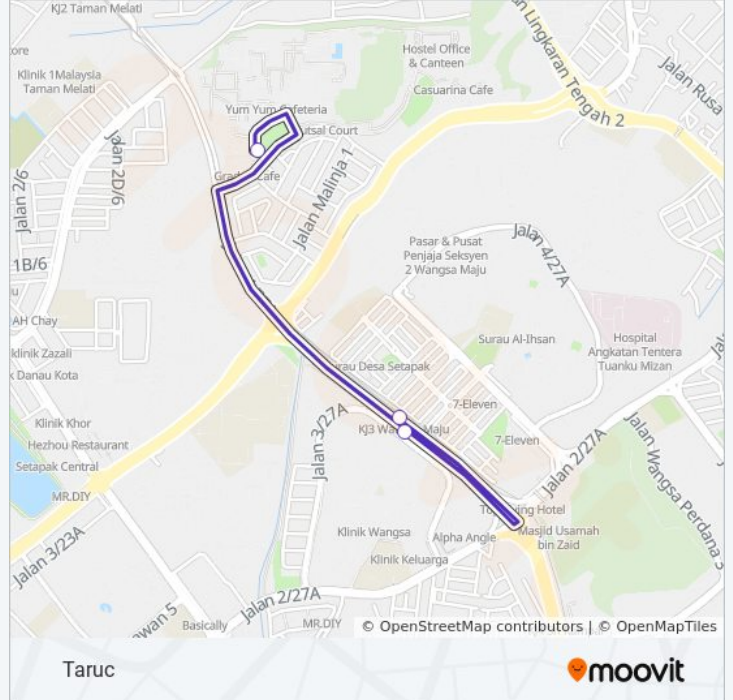 KJ2 Taman Melati
Hostel Office
& Canteen
Klinik 1Malaysia
Taman Melati
Casuarina Cafe
Jalan Rusa
Lingkaran Tengah 2
Yum Yum Cafeteria
Jalan 2D/6
Jalan 2/6
Jalan Malinja 1
Pasar & Pusat
Penjaja Seksyen
2 Wangsa Maju
Jalan 4/27A
1B/6
AH Chay
klinik Zazali
Danau Kota
Surau Al-Ihsan
Hospital
Angkatan Tentera
Tuanku Mizan
Desa Setapak
7-Eleven
Klinik Khor
Hezhou Restaurant
Setapak Central
Jalan 3/27A
KJ3 Maju
7-Eleven
Jalan 2/27A
Jalan Wangsa Perdana
MR.DIY
Hotel
Masjid Usamah
bin Zaid
Klinik Wangsa
Alpha Angle
Klinik Keluarga
Jalan 3/23A
Jalan 2/27A
Basically
MR.DIY
© OpenStreetMap contributors | © OpenMapTiles
Taruc
moovit